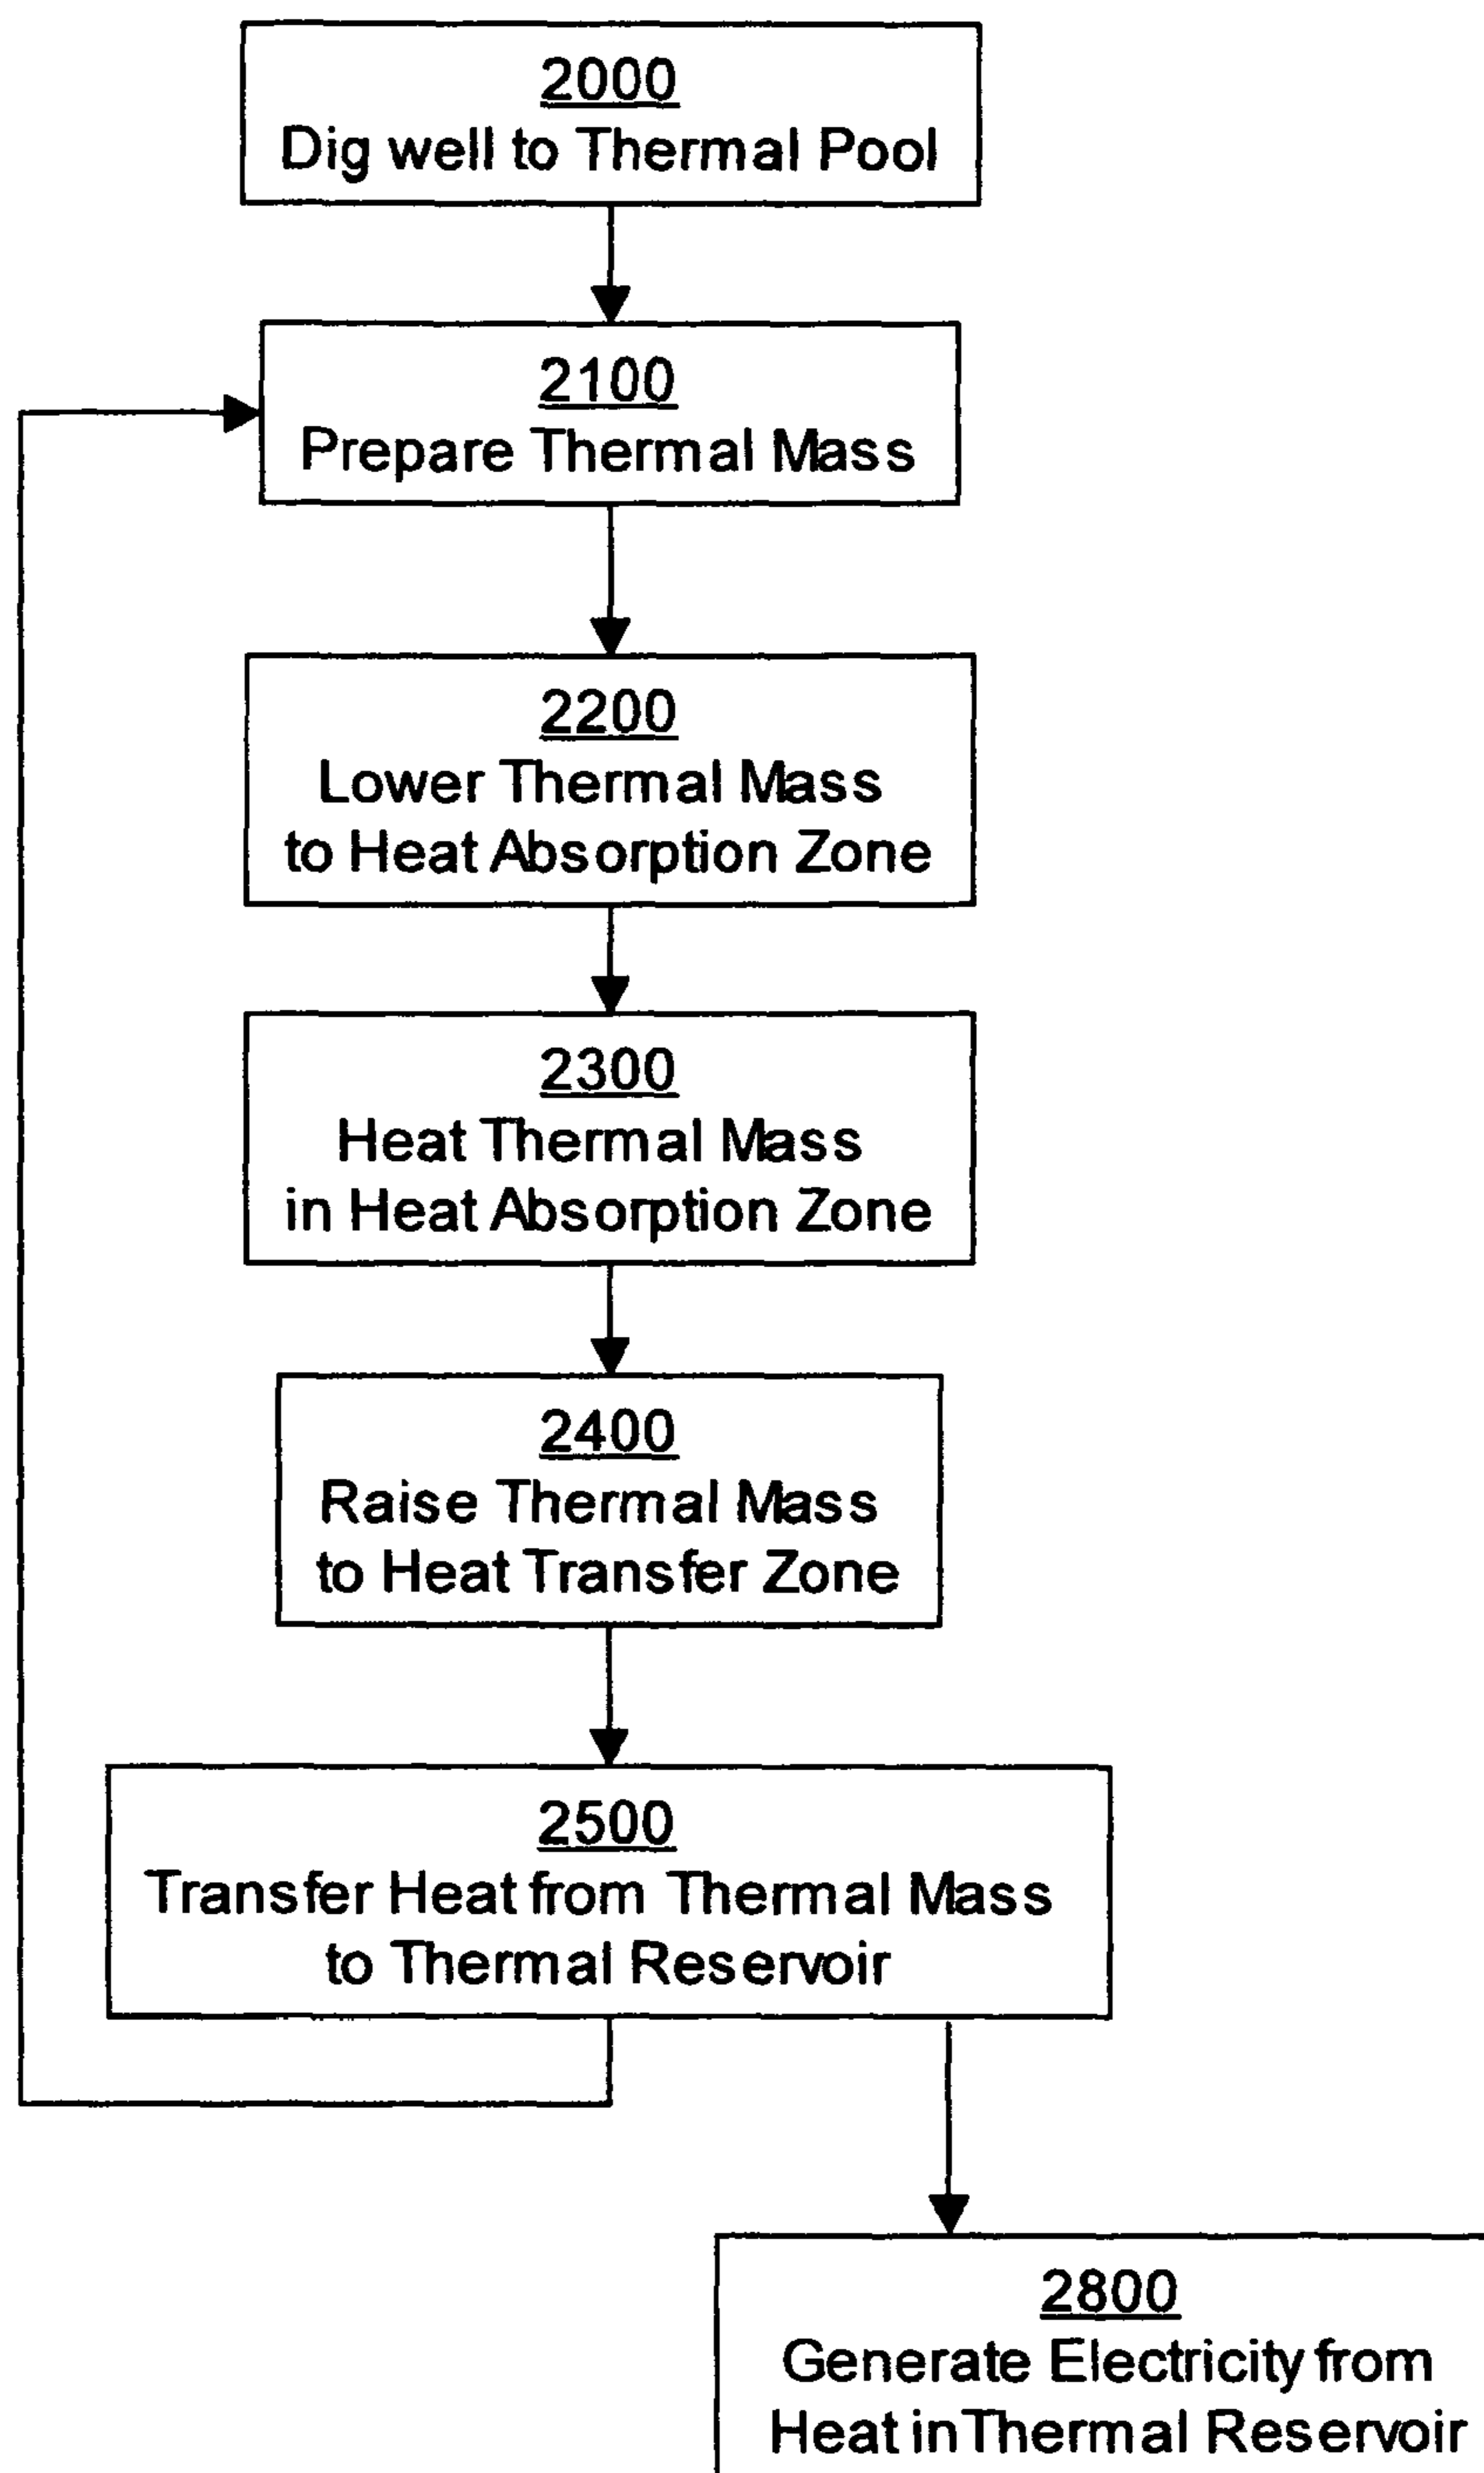 2000
Dig well to Thermal Pool
2100
Prepare Thermal Mass
2200
Lower Thermal Mass
to Heat Absorption Zone
2300
Heat Thermal Mass
in Heat Absorption Zone
2400
Raise Thermal Mass
to Heat Transfer Zone
2500
Transfer Heat from Thermal Mass
to Thermal Reservoir
2800
Generate Electricity from
Heat in Thermal Reservoir